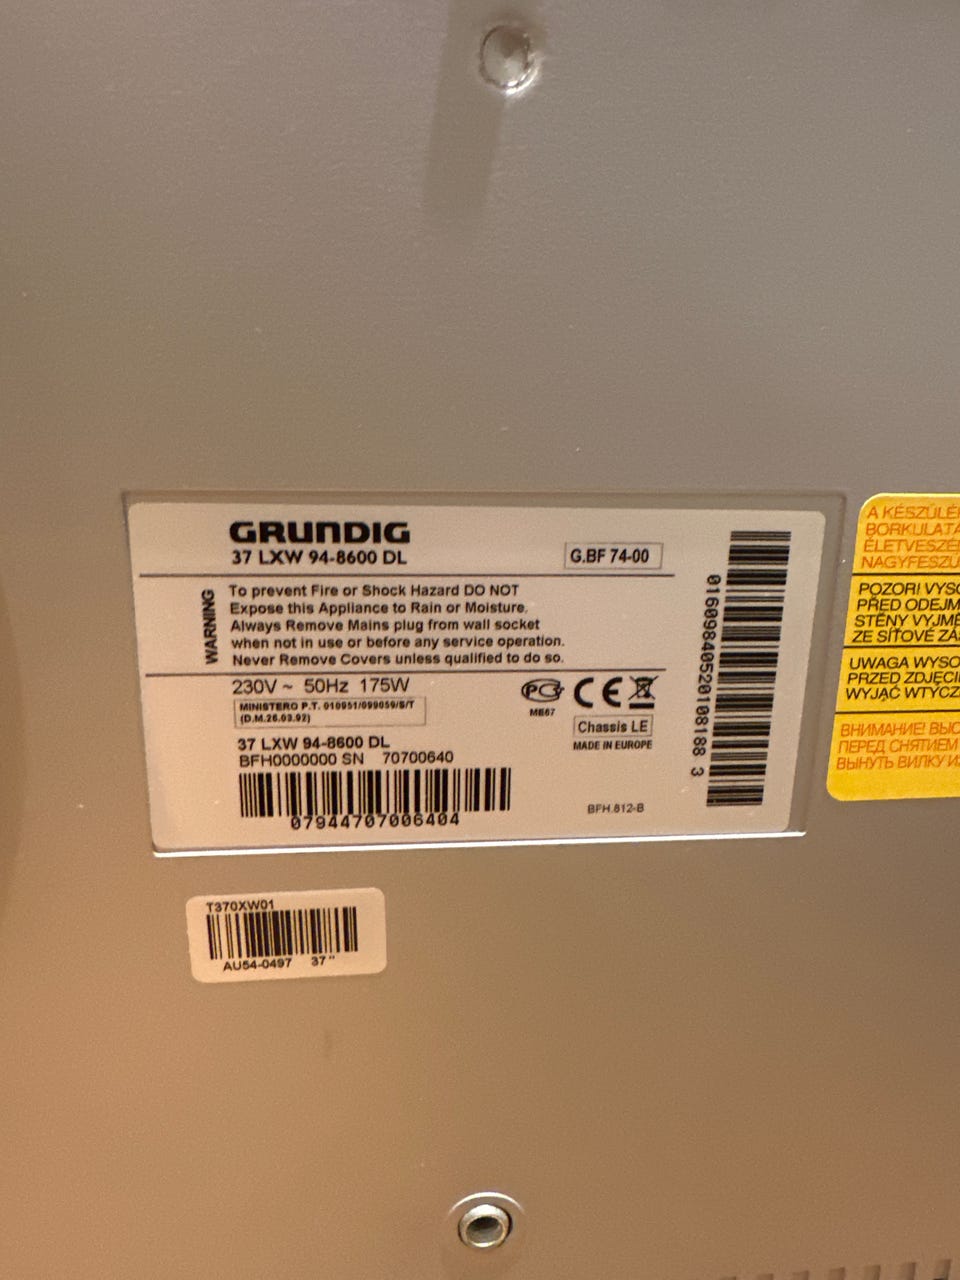 GRUNDIG
37 LXW 94-8600 DL
G.BF 74-00
WARNING
To prevent Fire or Shock Hazard DO NOT
Expose this Appliance to Rain or Moisture.
Always Remove Mains plug from wall socket
when not in use or before any service operation.
Never Remove Covers unless qualified to do so.
230V ~ 50Hz 175W
MINISTERO P.T. 010951/099059/S/T
(D.M.26.03.92)
PG
ME67
CE
Chassis LE
MADE IN EUROPE
37 LXW 94-8600 DL
BFH0000000 SN 70700640
07944707006404
BFH.812-B
01609840520108188 3
T370XW01
AU54-0497 37"
A KÉSZÜLÉ
BORKULATA
ÉLETVESZÉ
NAGYFESZÜ
POZOR! VYSO
PŘED ODEJM
STĚNY VYJMĚ
ZE SÍŤOVÉ ZÁ
UWAGA WYSO
PRZED ZDJĘCI
WYJĄĆ WTYCZ
ВНИМАНИЕ! ВЫС
ПЕРЕД СНЯТИЕМ
ВЫНУТЬ ВИЛКУ ИЗ